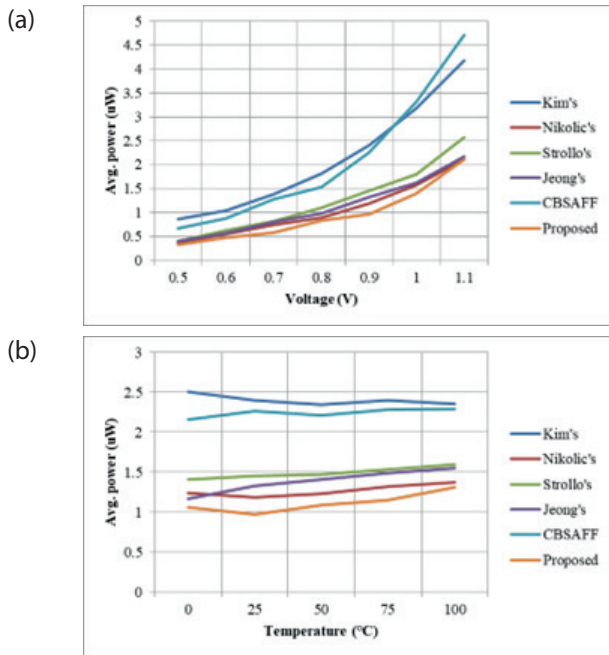 (a)
5
4.5
4
3.5
3
2.5
2
1.5
1
0.5
0
Avg. power (uW)
0.5 0.6 0.7 0.8 0.9 1 1.1
Voltage (V)
Kim's
Nikolic's
Strollo's
Jeong's
CBSAFF
Proposed
(b)
3
2.5
2
1.5
1
0.5
0
Avg. power (uW)
0 25 50 75 100
Temperature (°C)
Kim's
Nikolic's
Strollo's
Jeong's
CBSAFF
Proposed